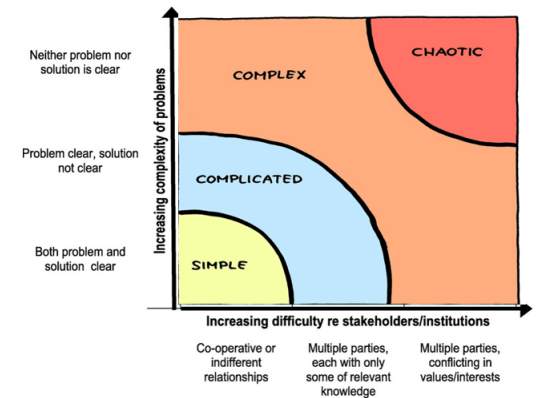 Neither problem nor
solution is clear
Problem clear, solution
not clear
Both problem and
solution clear
Increasing complexity of problems
COMPLEX
CHAOTIC
COMPLICATED
SIMPLE
Increasing difficulty re stakeholders/institutions
Co-operative or
indifferent
relationships
Multiple parties,
each with only
some of relevant
knowledge
Multiple parties,
conflicting in
values/interests